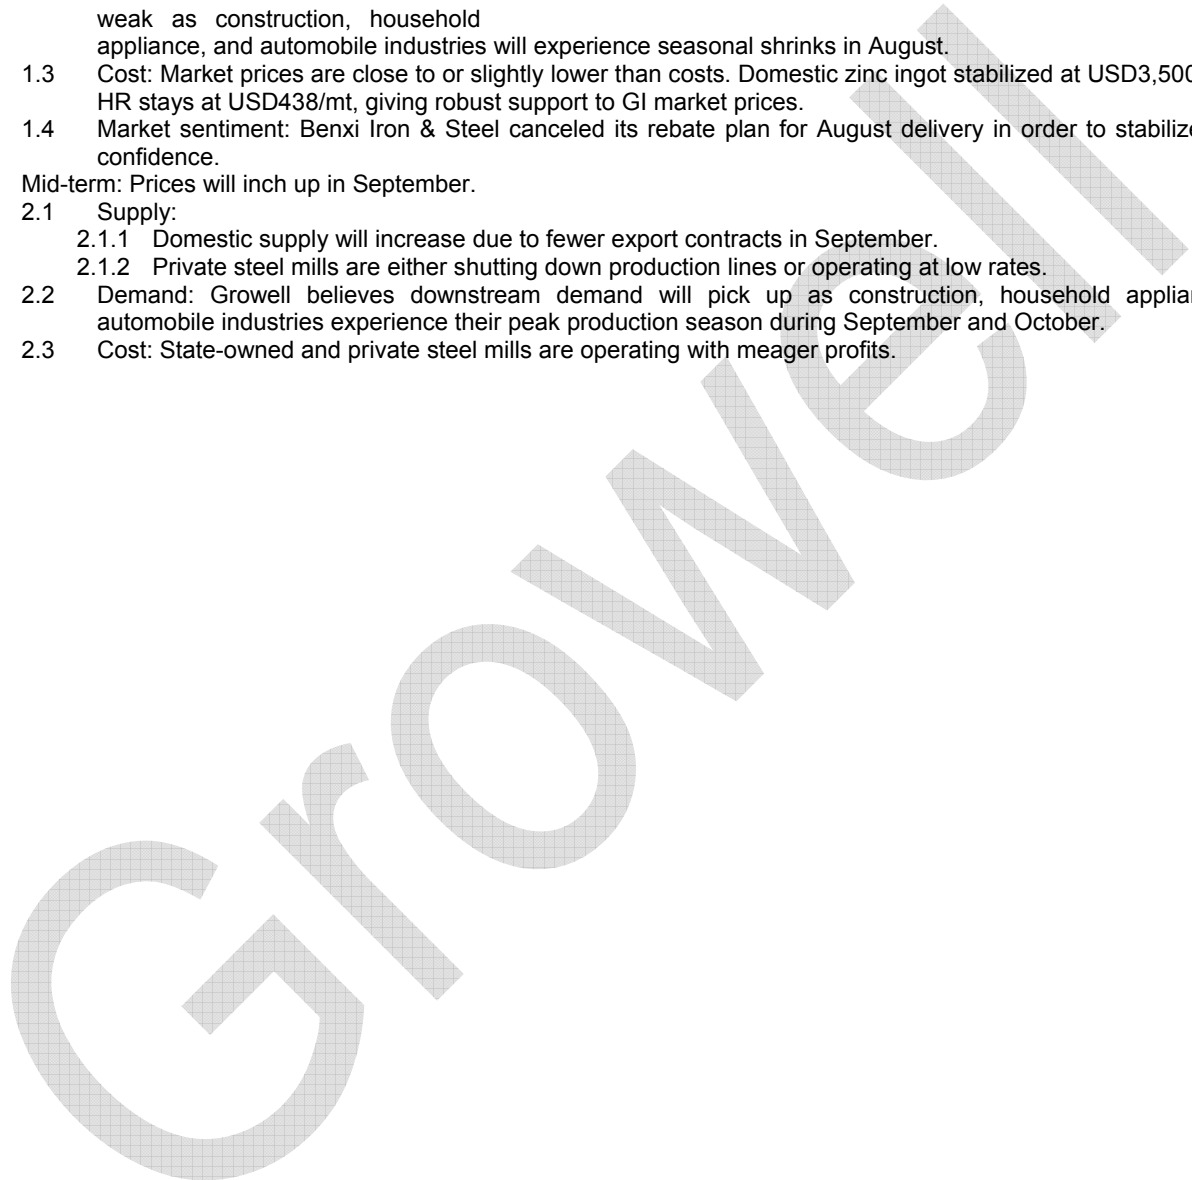 weak as construction, household
appliance, and automobile industries will experience seasonal shrinks in August.
1.3 Cost: Market prices are close to or slightly lower than costs. Domestic zinc ingot stabilized at USD3,500
HR stays at USD438/mt, giving robust support to GI market prices.
1.4 Market sentiment: Benxi Iron & Steel canceled its rebate plan for August delivery in order to stabilize
confidence.
Mid-term: Prices will inch up in September.
2.1 Supply:
2.1.1 Domestic supply will increase due to fewer export contracts in September.
2.1.2 Private steel mills are either shutting down production lines or operating at low rates.
2.2 Demand: Growell believes downstream demand will pick up as construction, household
automobile industries experience their peak production season during September and October.
2.3 Cost: State-owned and private steel mills are operating with meager profits.
Growell